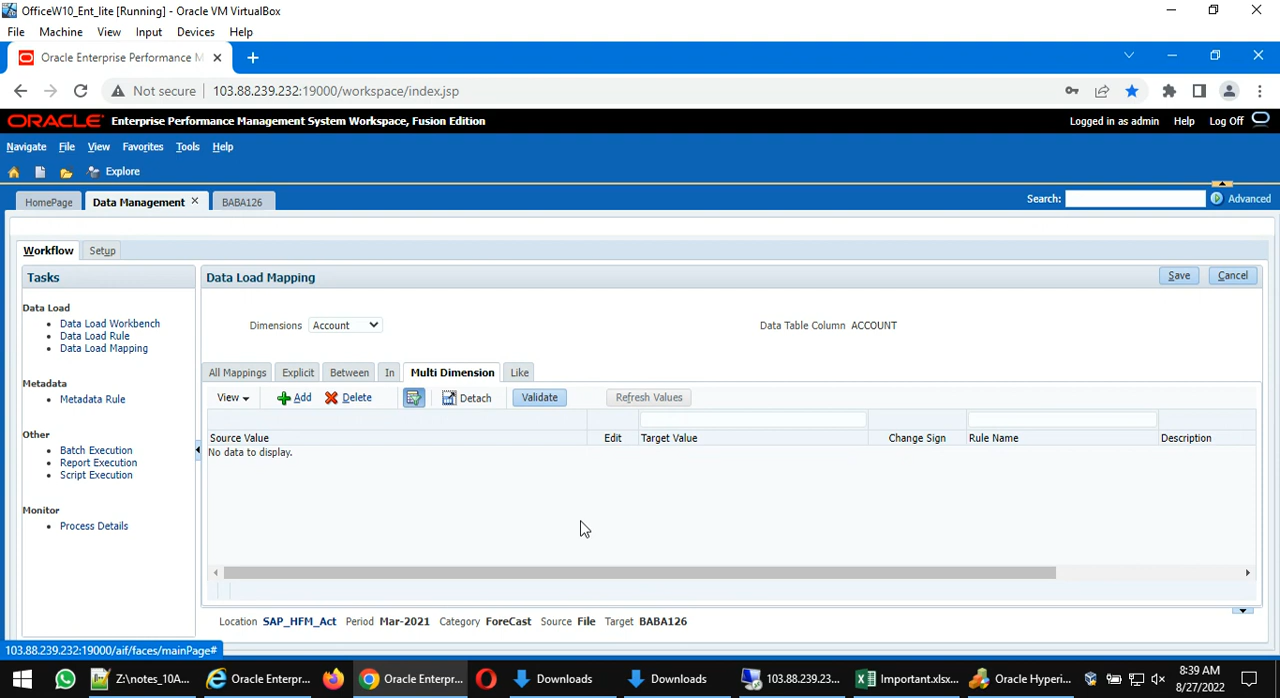 OfficeW10_Ent_lite [Running] - Oracle VM VirtualBox
File Machine View Input Devices Help
Oracle Enterprise Performance M
Not secure 103.88.239.232:19000/workspace/index.jsp
ORACLE Enterprise Performance Management System Workspace, Fusion Edition Logged in as admin Help Log Off
Navigate File View Favorites Tools Help
Explore
HomePage Data Management BABA126 Search: Advanced
Workflow Setup
Tasks
Data Load
Data Load Workbench
Data Load Rule
Data Load Mapping
Metadata
Metadata Rule
Other
Batch Execution
Report Execution
Script Execution
Monitor
Process Details
Data Load Mapping Save Cancel
Dimensions Account Data Table Column ACCOUNT
All Mappings Explicit Between In Multi Dimension Like
View Add Delete Detach Validate Refresh Values
Source Value Edit Target Value Change Sign Rule Name Description
No data to display.
Location SAP_HFM_Act Period Mar-2021 Category ForeCast Source File Target BABA126
103.88.239.232:19000/aif/faces/mainPage#
Z:\notes_10A... Oracle Enterpr... Oracle Enterpr... Downloads Downloads 103.88.239.23... Important.xlsx... Oracle Hyperi... 8:39 AM
8/27/2022